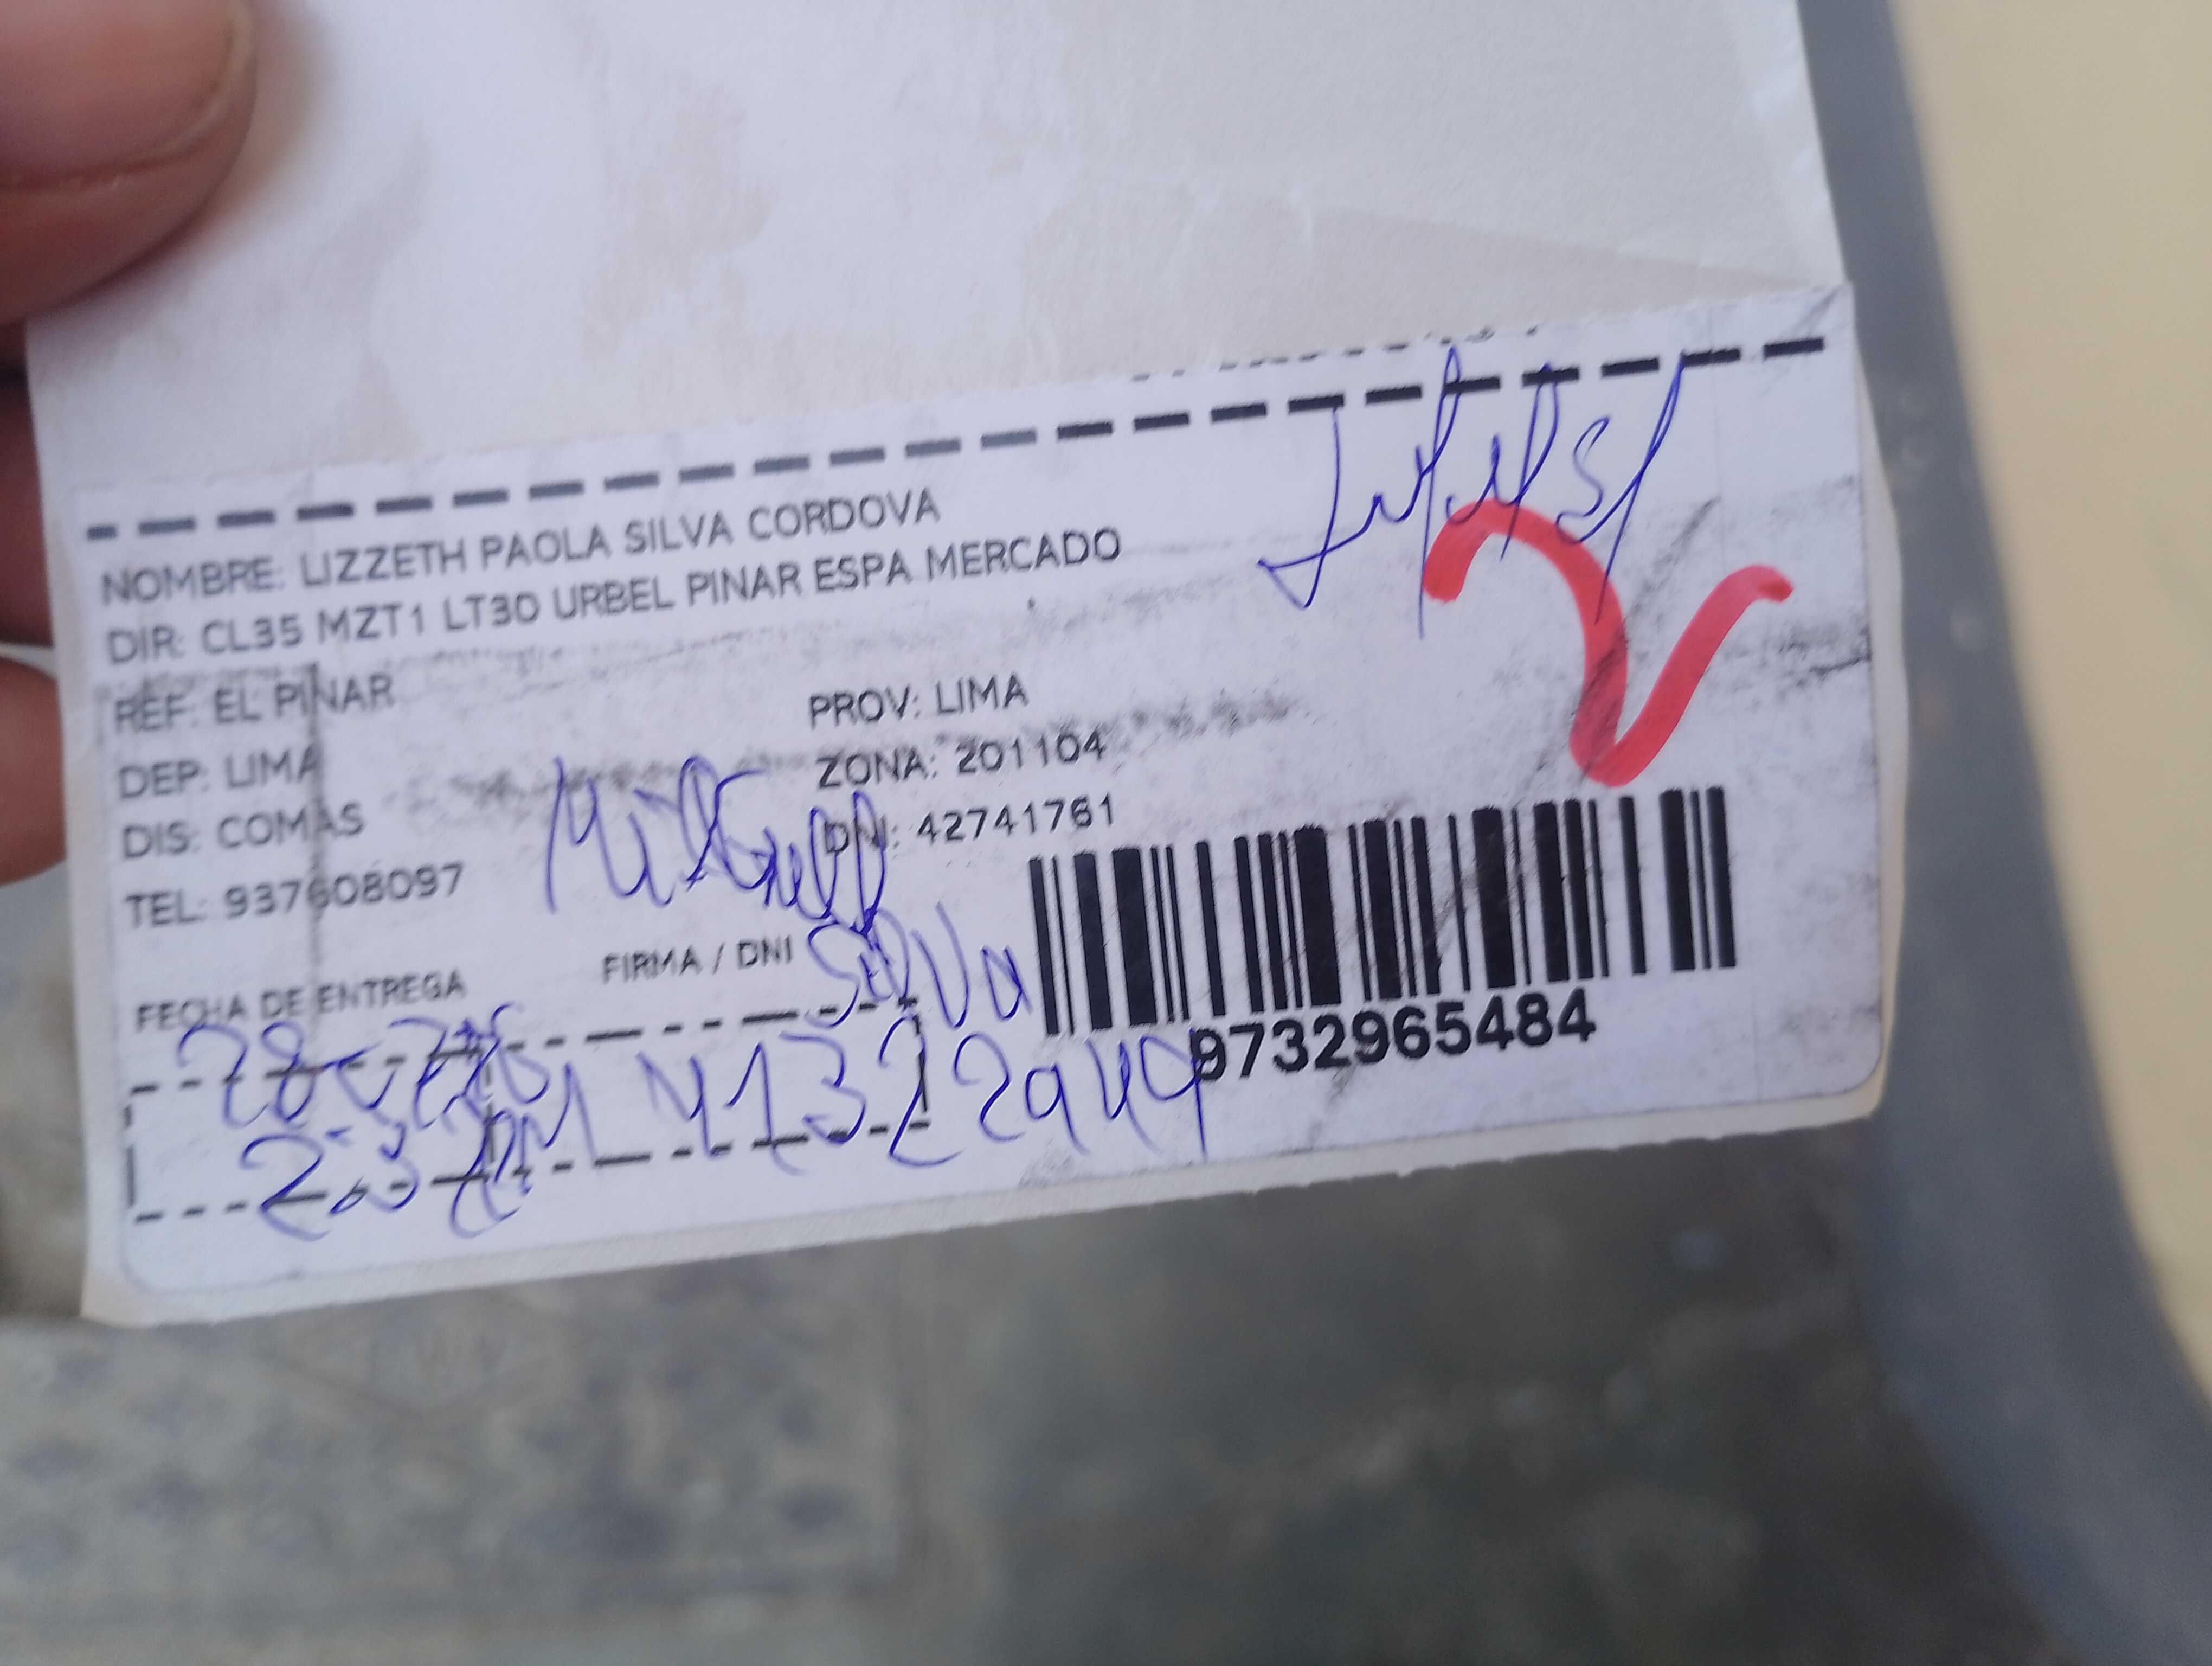 NOMBRE: LIZZETH PAOLA SILVA CORDOVA
DIR: CL35 MZT1 LT30 URBEL PINAR ESPA MERCADO
REF: EL PINAR
PROV: LIMA
DEP: LIMA
ZONA: 201104
DIS: COMAS
DNI: 42741761
TEL: 937608097
FECHA DE ENTREGA
FIRMA / DNI
Silva
41322949
9732965484